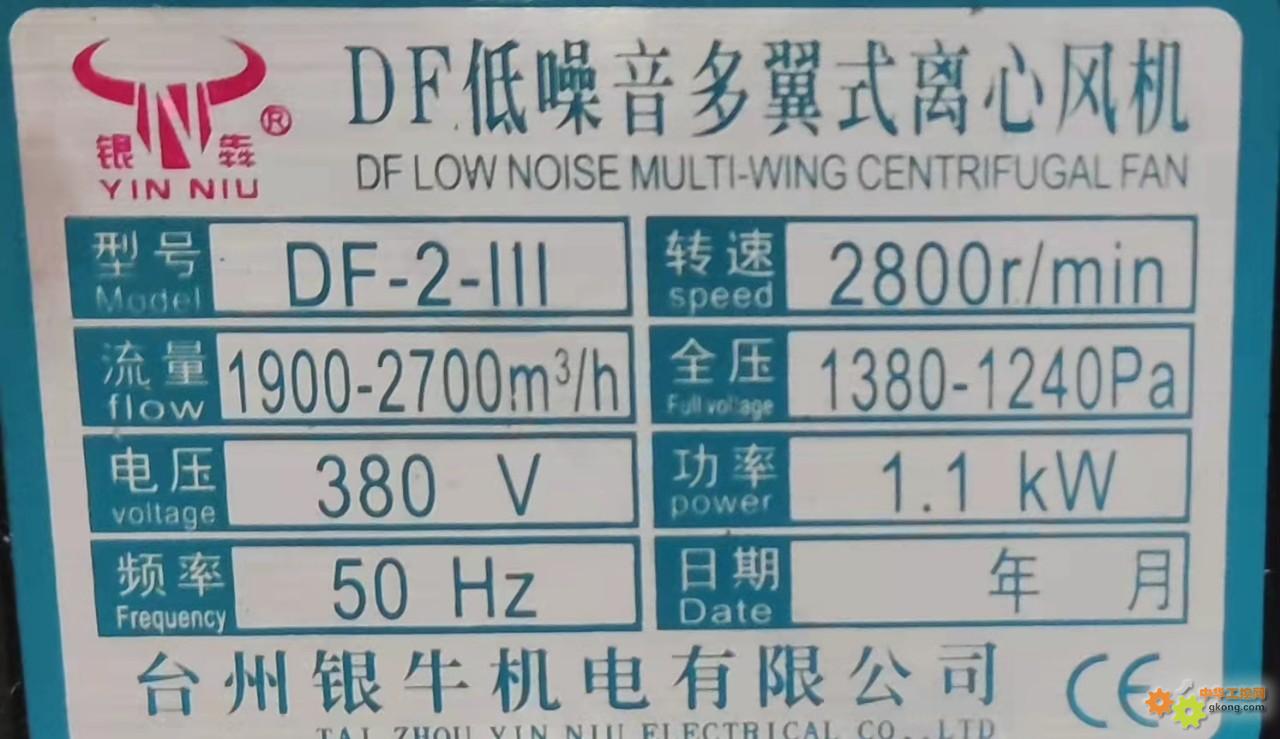 DF低噪音多翼式离心风机
DF LOW NOISE MULTI-WING CENTRIFUGAL FAN
银犇®
YIN NIU
型号 DF-2-III 转速 2800r/min
Model speed
流量 1900-2700m³/h 全压 1380-1240Pa
flow Full voltage
电压 380 V 功率 1.1 kW
voltage power
频率 50 Hz 日期 年 月
Frequency Date
台州银牛机电有限公司 CE
TAI ZHOU YIN NIU ELECTRICAL CO.,LTD
中华工控网
gkong.com